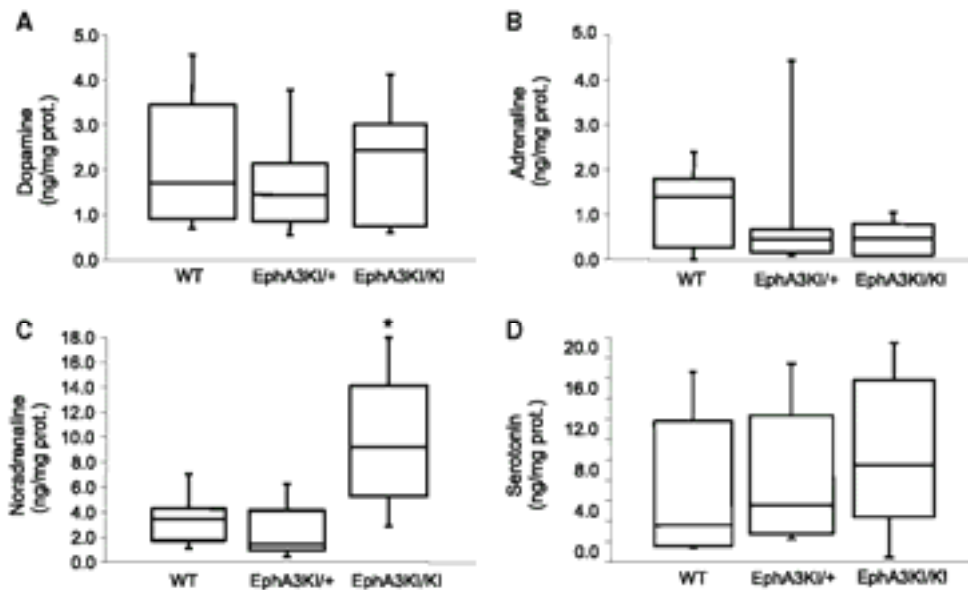 A
5.0
4.0
3.0
2.0
1.0
0.0
Dopamine
(ng/mg prot.)
WT
EphA3KI/+
EphA3KI/KI
B
5.0
4.0
3.0
2.0
1.0
0.0
Adrenaline
(ng/mg prot.)
WT
EphA3KI/+
EphA3KI/KI
C
18.0
16.0
14.0
12.0
10.0
8.0
6.0
4.0
2.0
0.0
Noradrenaline
(ng/mg prot.)
*
WT
EphA3KI/+
EphA3KI/KI
D
20.0
16.0
12.0
8.0
4.0
0.0
Serotonin
(ng/mg prot.)
WT
EphA3KI/+
EphA3KI/KI